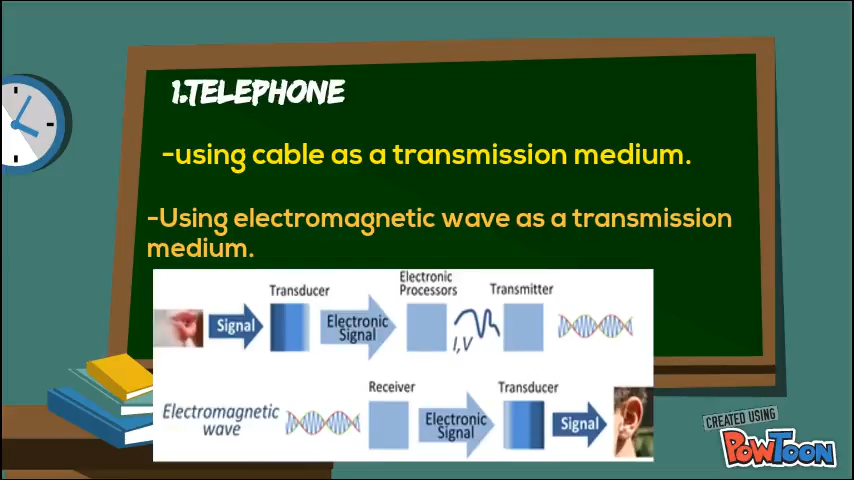 1.TELEPHONE
-using cable as a transmission medium.
-Using electromagnetic wave as a transmission
medium.
Transducer
Electronic
Processors
Transmitter
Signal
Electronic
Signal
I,V
Receiver
Transducer
Electromagnetic
wave
Electronic
Signal
Signal
CREATED USING
POWTOON